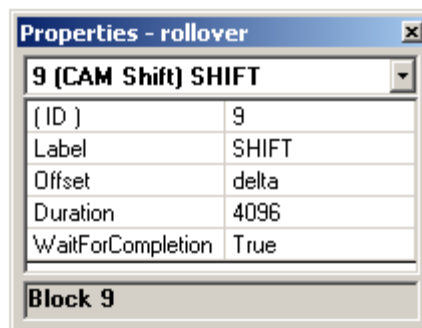 Properties - rollover
9 (CAM Shift) SHIFT
( ID ) 9
Label SHIFT
Offset delta
Duration 4096
WaitForCompletion True
Block 9